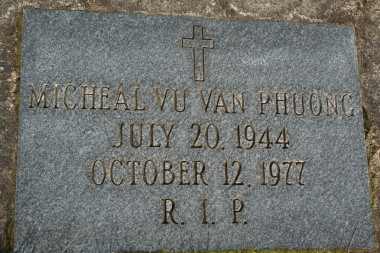 MICHEAL VU VAN PHUONG
JULY 20, 1944
OCTOBER 12, 1977
R. I. P.